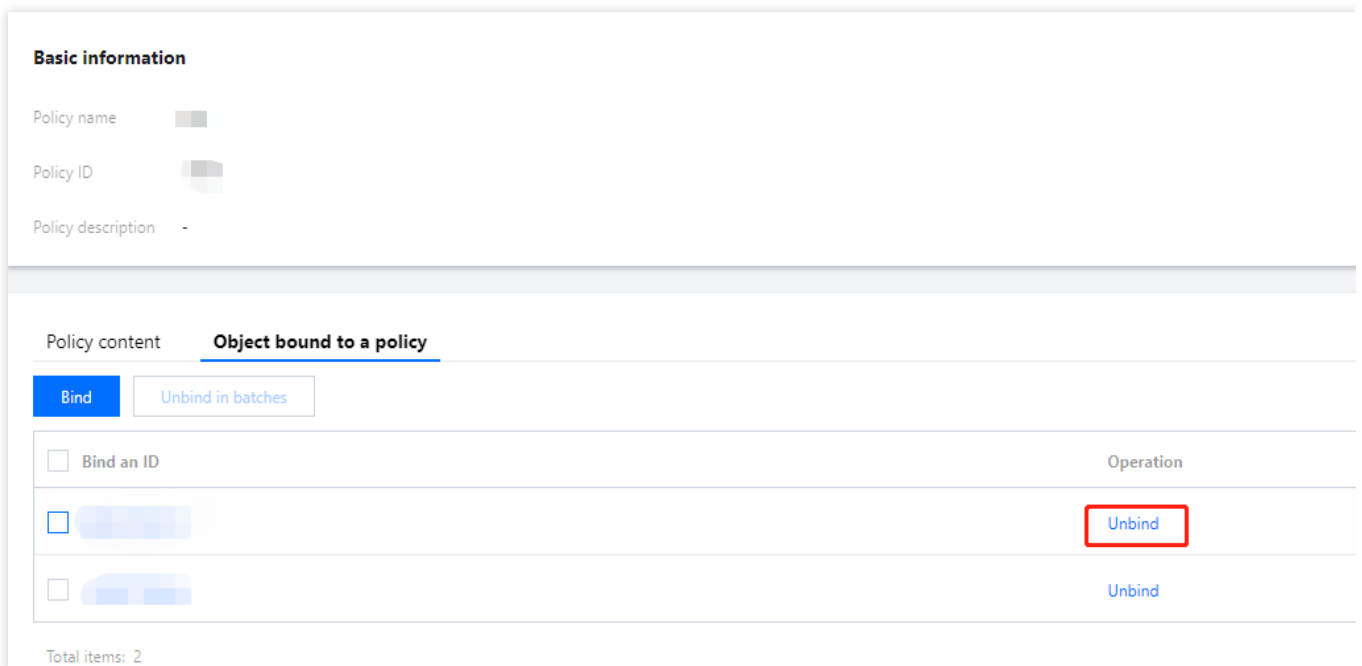 Basic information
Policy name
Policy ID
Policy description -
Policy content Object bound to a policy
Bind Unbind in batches
Bind an ID Operation
Unbind
Unbind
Total items: 2